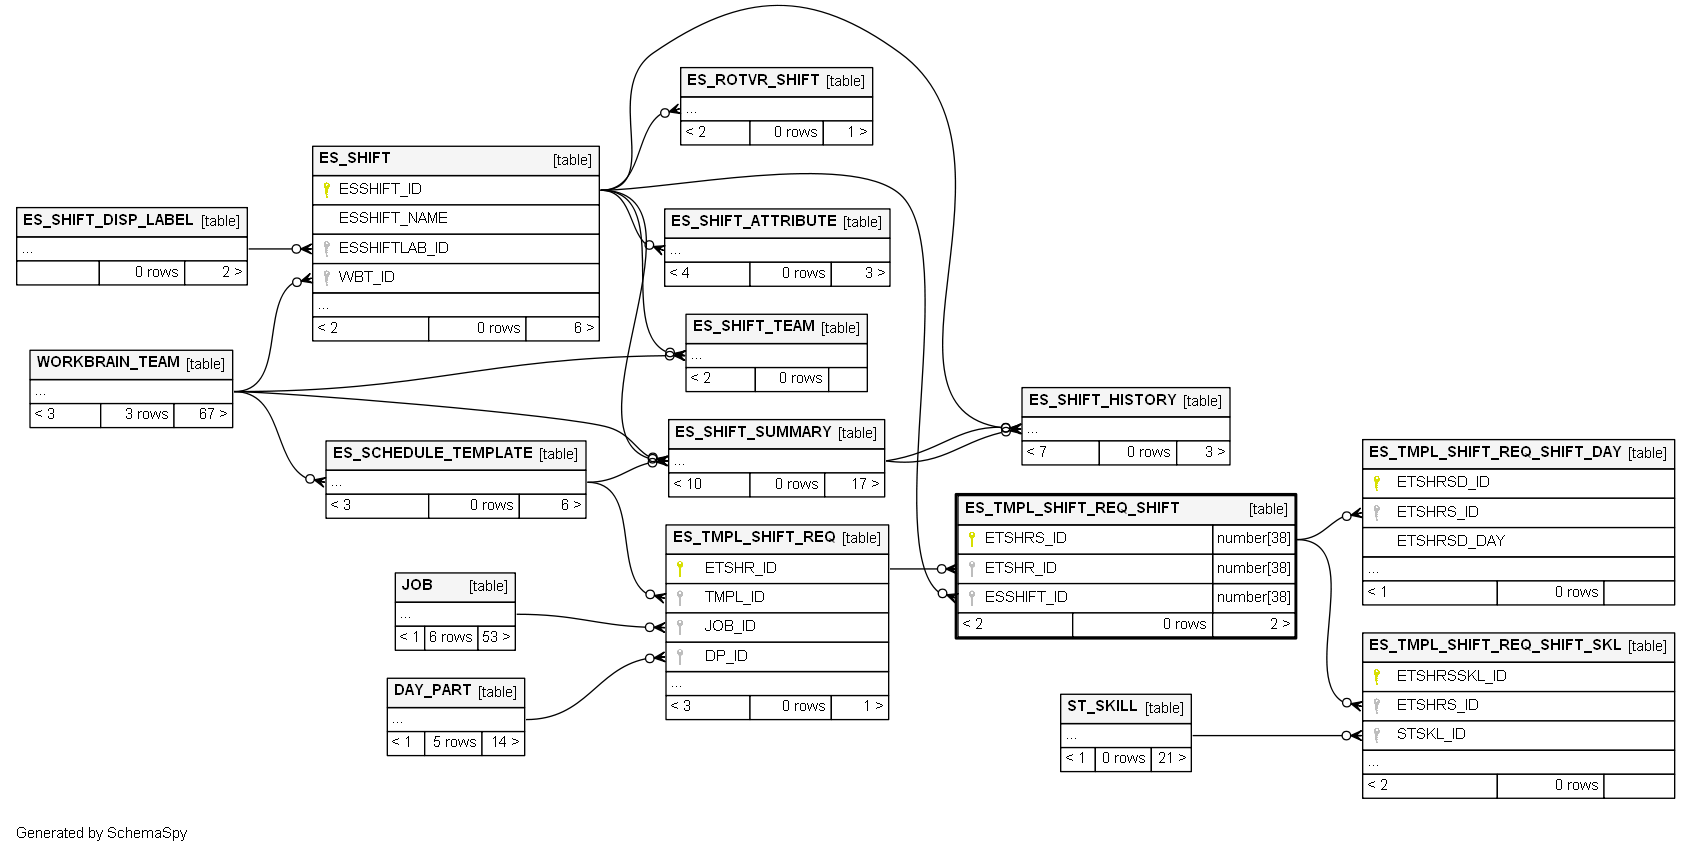 ES_ROTVR_SHIFT [table]
...
< 2 0 rows 1 >
ES_SHIFT [table]
ESSHIFT_ID
ESSHIFT_NAME
ESSHIFTLAB_ID
WBT_ID
...
< 2 0 rows 6 >
ES_SHIFT_DISP_LABEL [table]
...
0 rows 2 >
ES_SHIFT_ATTRIBUTE [table]
...
< 4 0 rows 3 >
ES_SHIFT_TEAM [table]
...
< 2 0 rows
WORKBRAIN_TEAM [table]
...
< 3 3 rows 67 >
ES_SHIFT_HISTORY [table]
...
< 7 0 rows 3 >
ES_SHIFT_SUMMARY [table]
...
< 10 0 rows 17 >
ES_SCHEDULE_TEMPLATE [table]
...
< 3 0 rows 6 >
ES_TMPL_SHIFT_REQ_SHIFT_DAY [table]
ETSHRSD_ID
ETSHRS_ID
ETSHRSD_DAY
...
< 1 0 rows
ES_TMPL_SHIFT_REQ_SHIFT [table]
ETSHRS_ID number[38]
ETSHR_ID number[38]
ESSHIFT_ID number[38]
< 2 0 rows 2 >
ES_TMPL_SHIFT_REQ [table]
ETSHR_ID
TMPL_ID
JOB_ID
DP_ID
...
< 3 0 rows 1 >
JOB [table]
...
< 1 6 rows 53 >
DAY_PART [table]
...
< 1 5 rows 14 >
ES_TMPL_SHIFT_REQ_SHIFT_SKL [table]
ETSHRSSKL_ID
ETSHRS_ID
STSKL_ID
...
< 2 0 rows
ST_SKILL [table]
...
< 1 0 rows 21 >
Generated by SchemaSpy